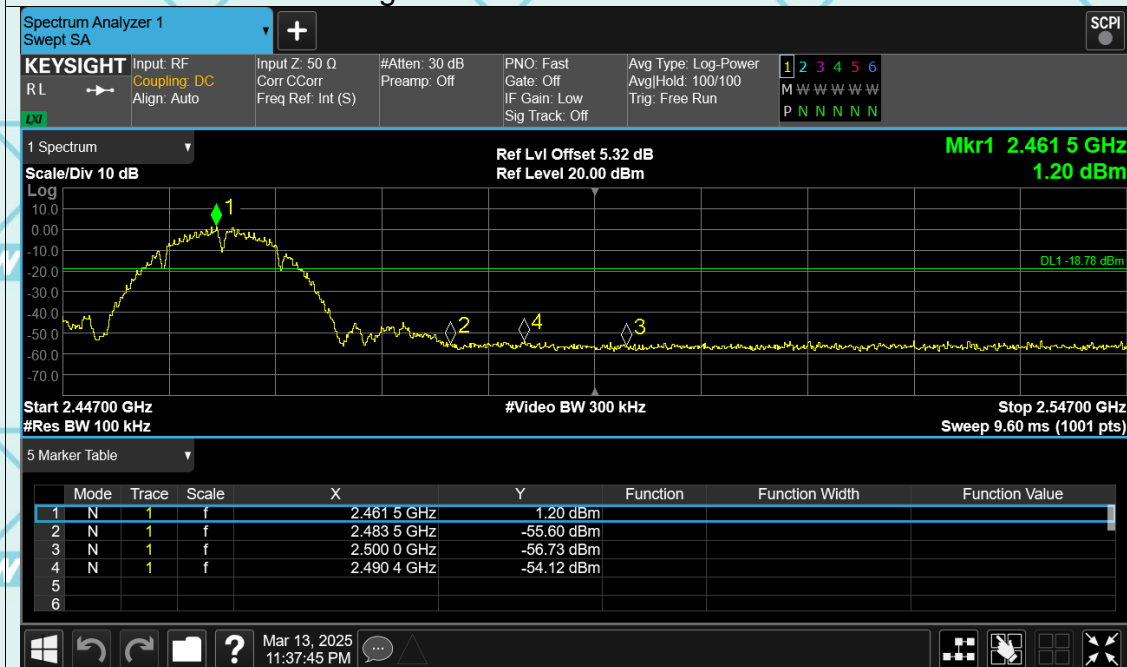 Spectrum Analyzer 1
Swept SA
+
SCPI
KEYSIGHT Input: RF Input Z: 50 Ω #Atten: 30 dB PNO: Fast Avg Type: Log-Power 1 2 3 4 5 6
RL Coupling: DC Corr CCorr Preamp: Off Gate: Off Avg|Hold: 100/100 M W W W W W
Align: Auto Freq Ref: Int (S) IF Gain: Low Trig: Free Run
LXI Sig Track: Off P N N N N N
1 Spectrum
Ref Lvl Offset 5.32 dB Mkr1 2.461 5 GHz
Scale/Div 10 dB Ref Level 20.00 dBm 1.20 dBm
Log
10.0
0.00
-10.0
-20.0
-30.0
-40.0
-50.0
-60.0
-70.0
1
DL1 -18.78 dBm
2
4
3
Start 2.44700 GHz #Video BW 300 kHz Stop 2.54700 GHz
#Res BW 100 kHz Sweep 9.60 ms (1001 pts)
5 Marker Table
Mode Trace Scale X Y Function Function Width Function Value
1 N 1 f 2.461 5 GHz 1.20 dBm
2 N 1 f 2.483 5 GHz -55.60 dBm
3 N 1 f 2.500 0 GHz -56.73 dBm
4 N 1 f 2.490 4 GHz -54.12 dBm
5
6
? Mar 13, 2025
11:37:45 PM